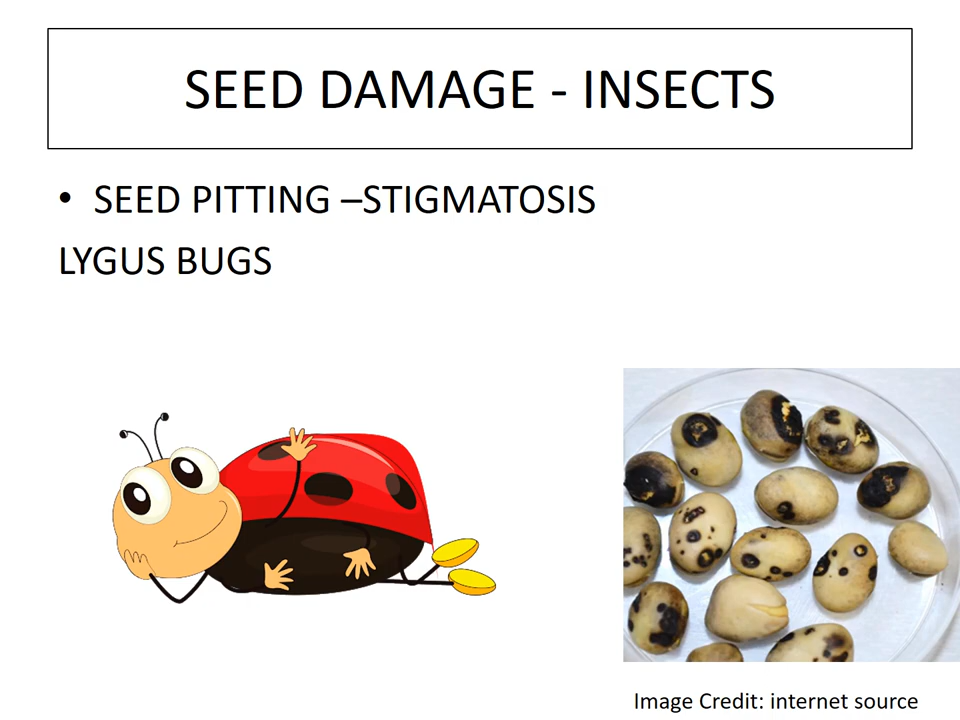 SEED DAMAGE - INSECTS
• SEED PITTING –STIGMATOSIS
LYGUS BUGS
Image Credit: internet source